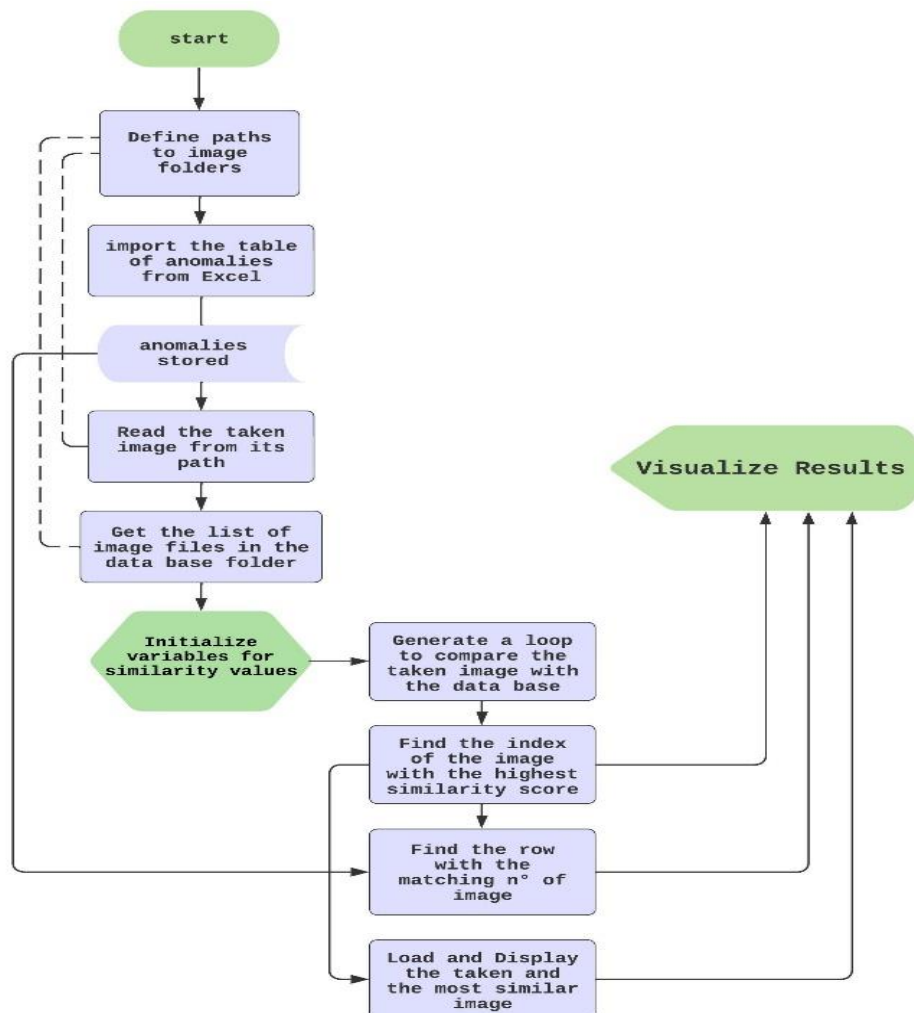 start
Define paths
to image
folders
import the table
of anomalies
from Excel
anomalies
stored
Read the taken
image from its
path
Get the list of
image files in the
data base folder
Initialize
variables for
similarity values
Generate a loop
to compare the
taken image with
the data base
Find the index
of the image
with the highest
similarity score
Find the row
with the
matching n° of
image
Load and Display
the taken and
the most similar
image
Visualize Results